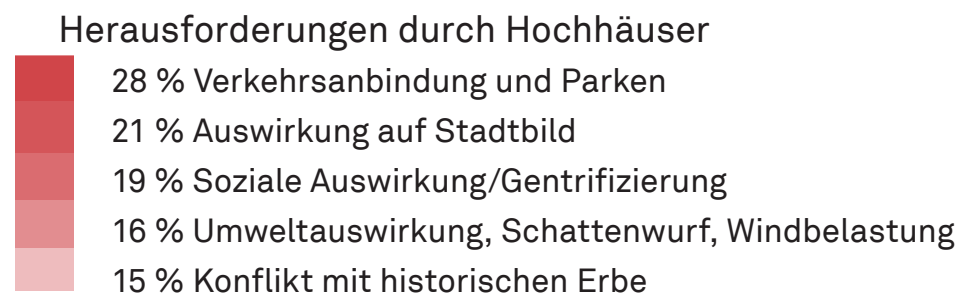 Herausforderungen durch Hochhäuser
28 % Verkehrsanbindung und Parken
21 % Auswirkung auf Stadtbild
19 % Soziale Auswirkung/Gentrifizierung
16 % Umweltauswirkung, Schattenwurf, Windbelastung
15 % Konflikt mit historischen Erbe